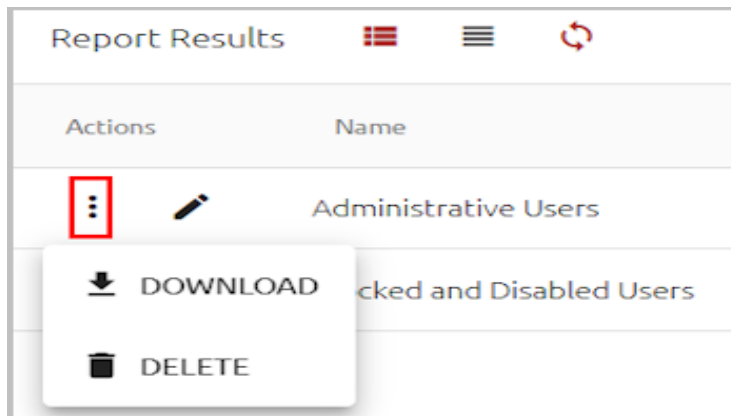 Report Results
Actions Name
Administrative Users
DOWNLOAD
cked and Disabled Users
DELETE